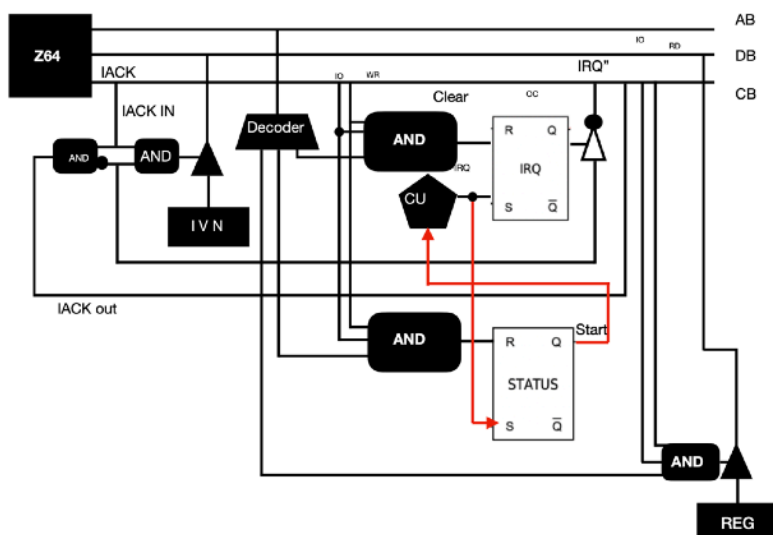 AB
IO
RD
Z64
DB
IACK
IRQ"
IO
WR
CB
Clear
OC
IACK IN
Decoder
AND
R
Q
AND
AND
IRQ
IRQ
CU
S
Q
I V N
IACK out
Start
AND
R
Q
STATUS
S
Q
AND
REG